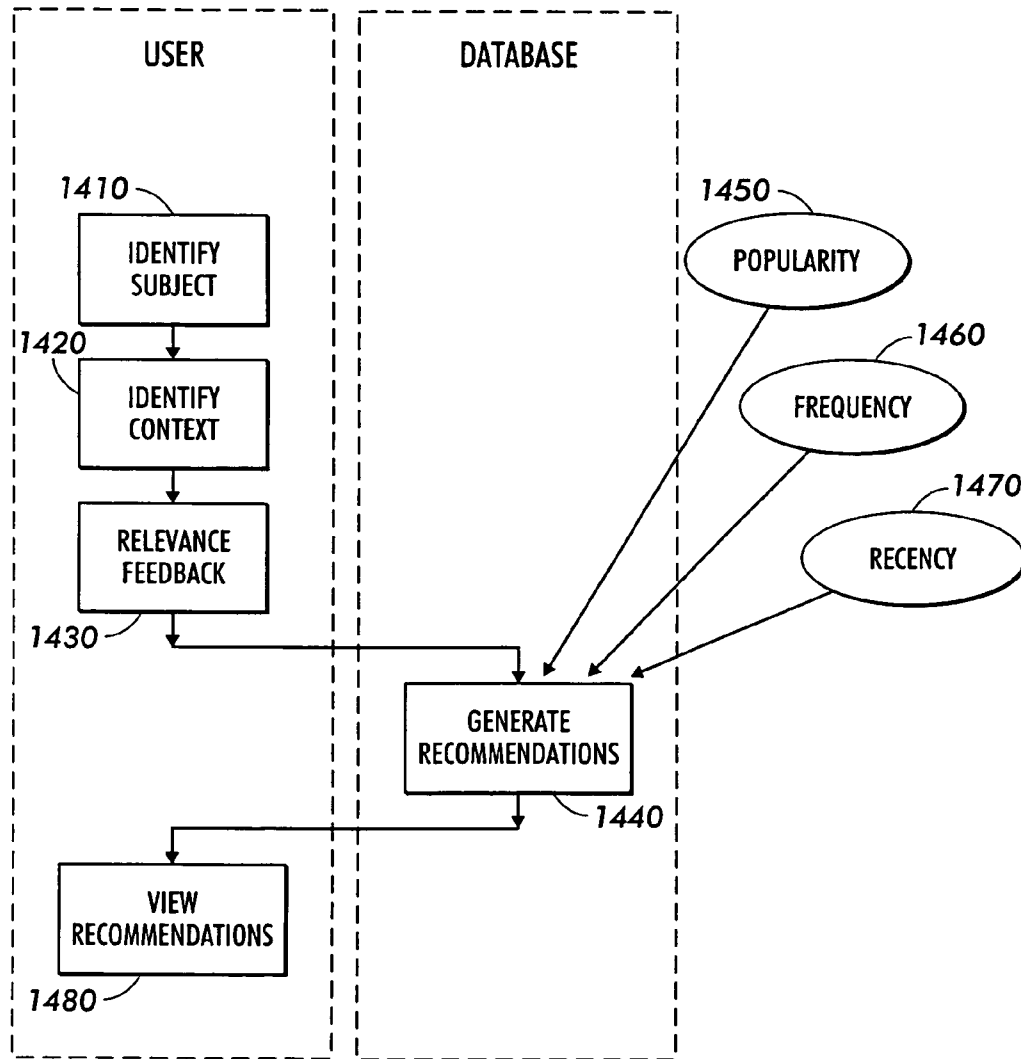 USER
DATABASE
1410
IDENTIFY
SUBJECT
1420
IDENTIFY
CONTEXT
RELEVANCE
FEEDBACK
1430
1450
POPULARITY
1460
FREQUENCY
1470
RECENCY
GENERATE
RECOMMENDATIONS
1440
VIEW
RECOMMENDATIONS
1480